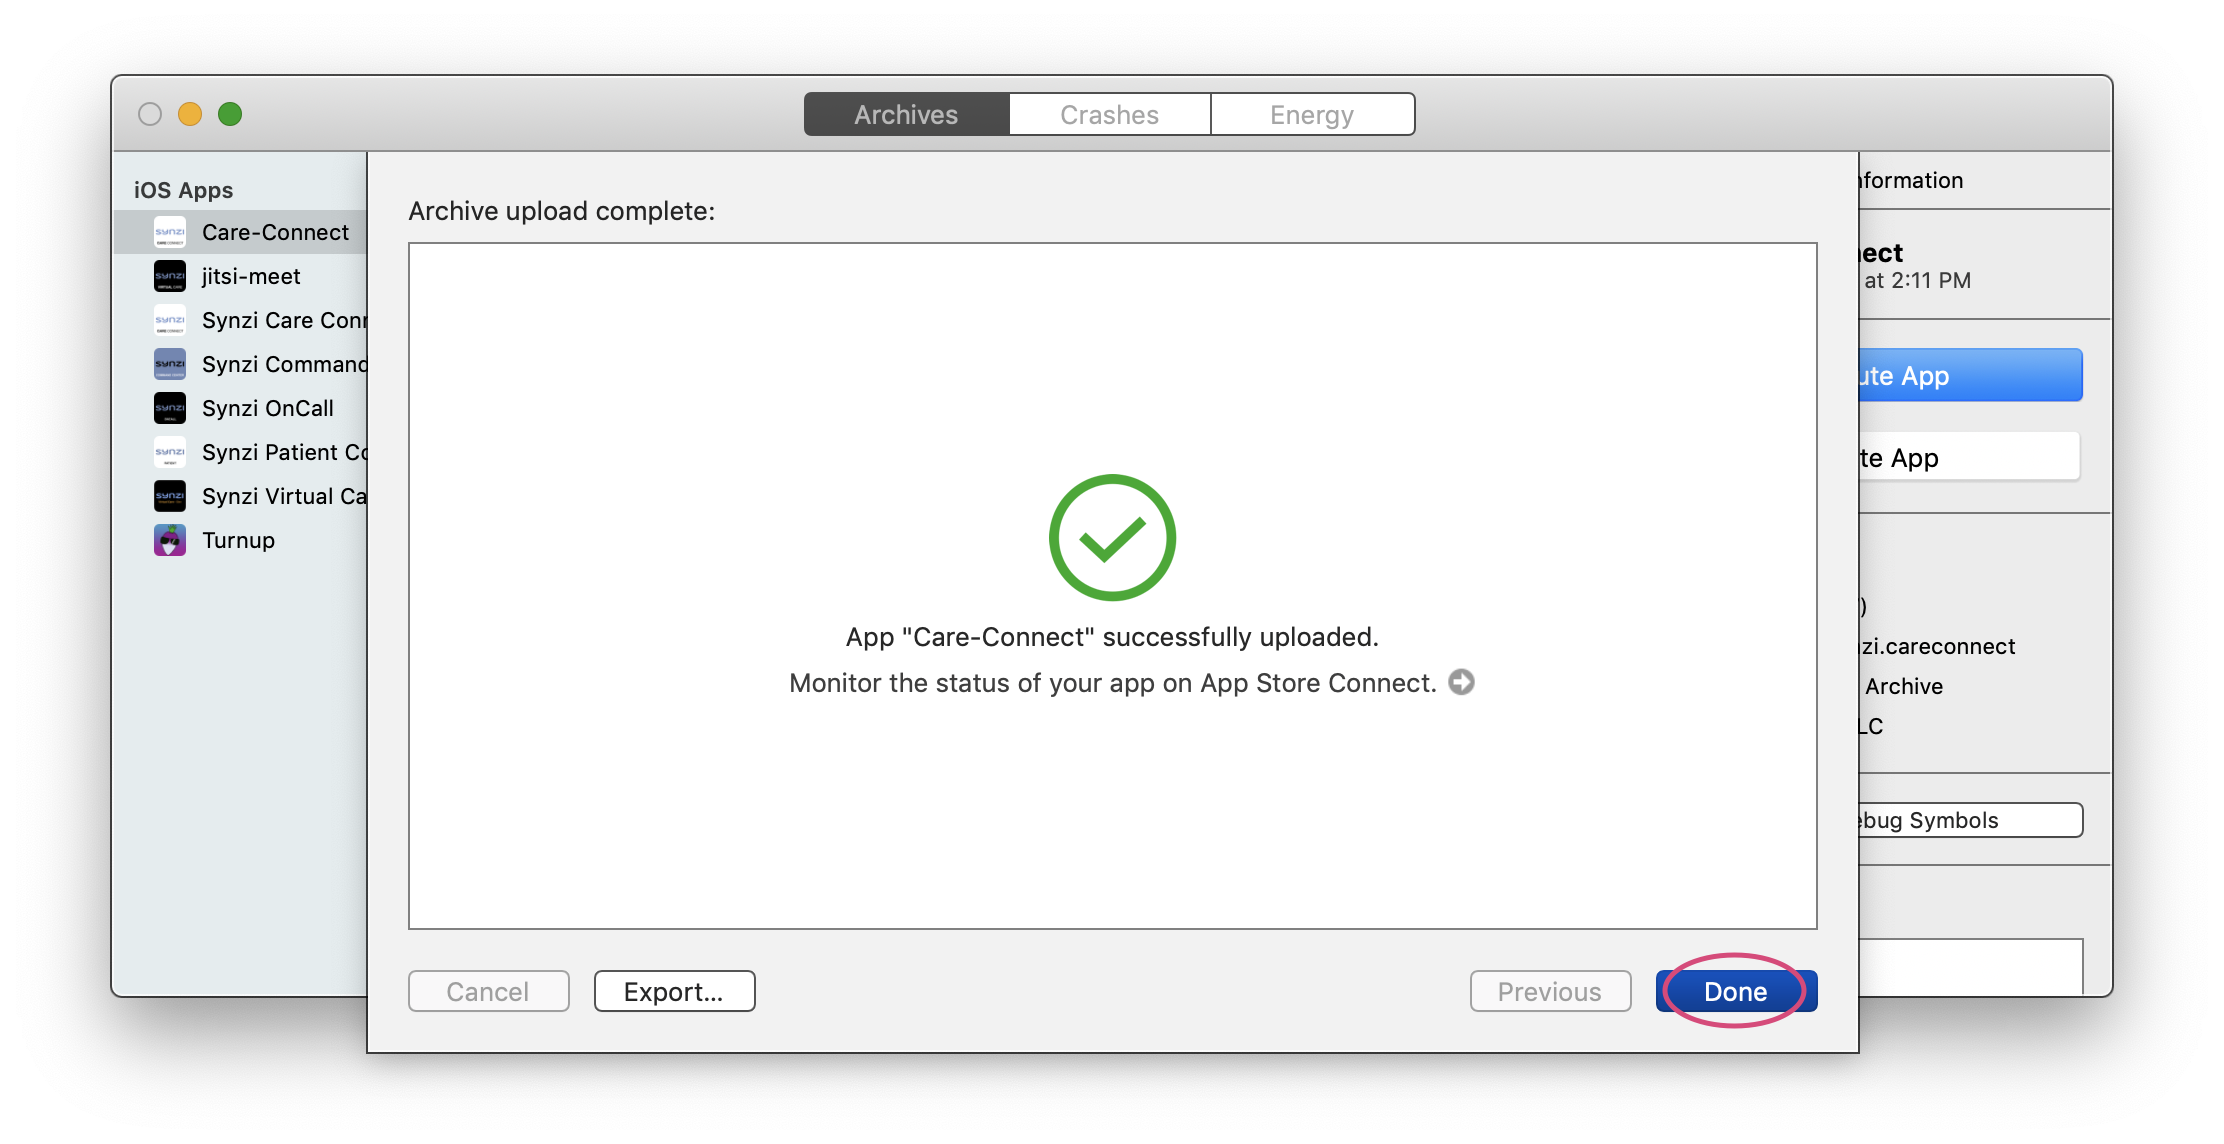 Archives
Crashes
Energy
iOS Apps
Care-Connect
jitsi-meet
Synzi Care Conn
Synzi Command
Synzi OnCall
Synzi Patient Co
Synzi Virtual Ca
Turnup
Archive upload complete:
App "Care-Connect" successfully uploaded.
Monitor the status of your app on App Store Connect.
Cancel
Export...
Previous
Done
nformation
nect
at 2:11 PM
ute App
te App
)
zi.careconnect
Archive
LC
ebug Symbols